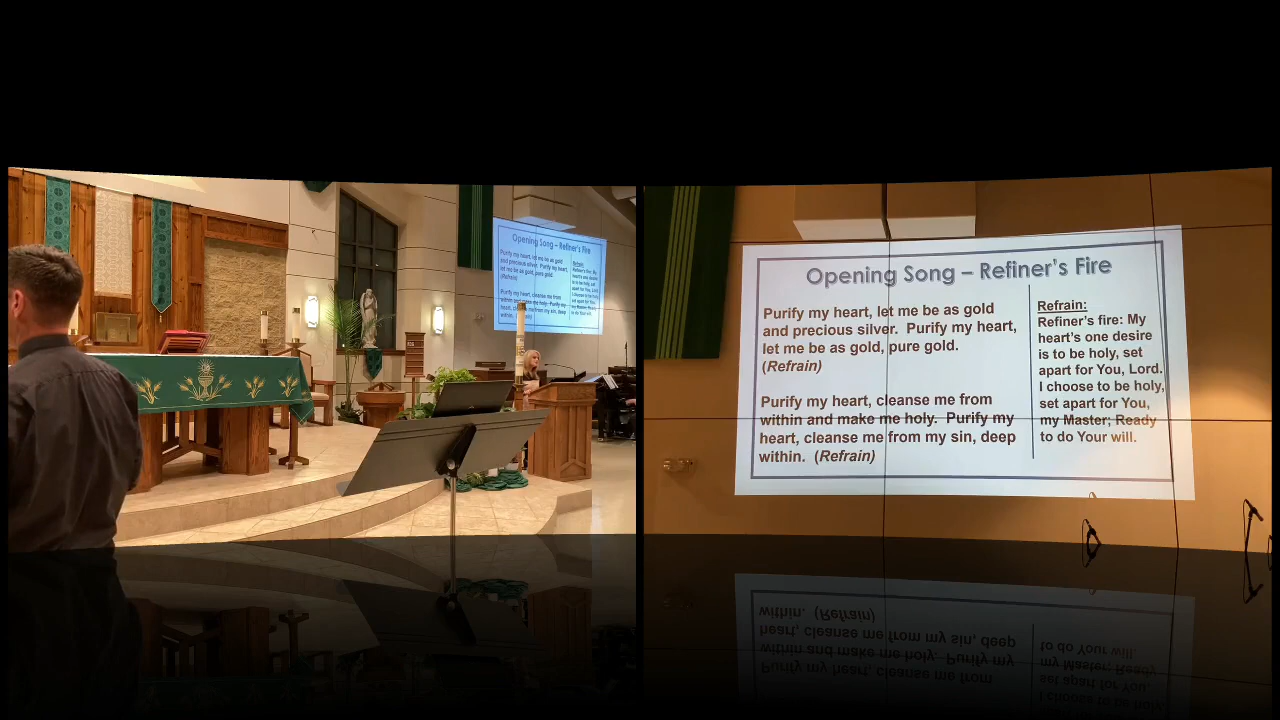 Opening Song – Refiner's Fire
Purify my heart, let me be as gold
and precious silver. Purify my heart,
let me be as gold, pure gold.
(Refrain)
Purify my heart, cleanse me from
within and make me holy. Purify my
heart, cleanse me from my sin, deep
within. (Refrain)
Refrain:
Refiner's fire: My
heart's one desire
is to be holy, set
apart for You, Lord.
I choose to be holy,
set apart for You,
my Master; Ready
to do Your will.